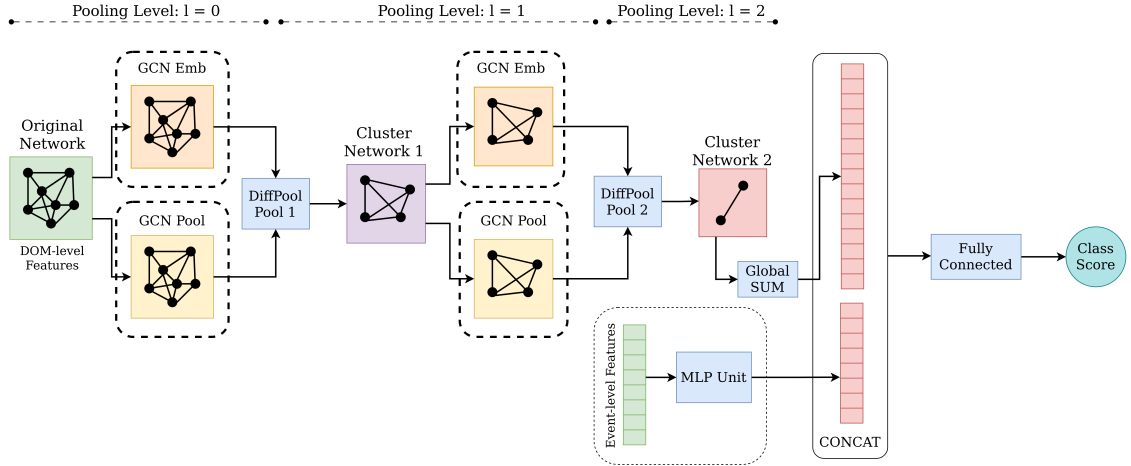 Pooling Level: l = 0
Pooling Level: l = 1
Pooling Level: l = 2
Original
Network
DOM-level
Features
GCN Emb
GCN Pool
DiffPool
Pool 1
Cluster
Network 1
GCN Emb
GCN Pool
DiffPool
Pool 2
Cluster
Network 2
Global
SUM
Event-level Features
MLP Unit
CONCAT
Fully
Connected
Class
Score